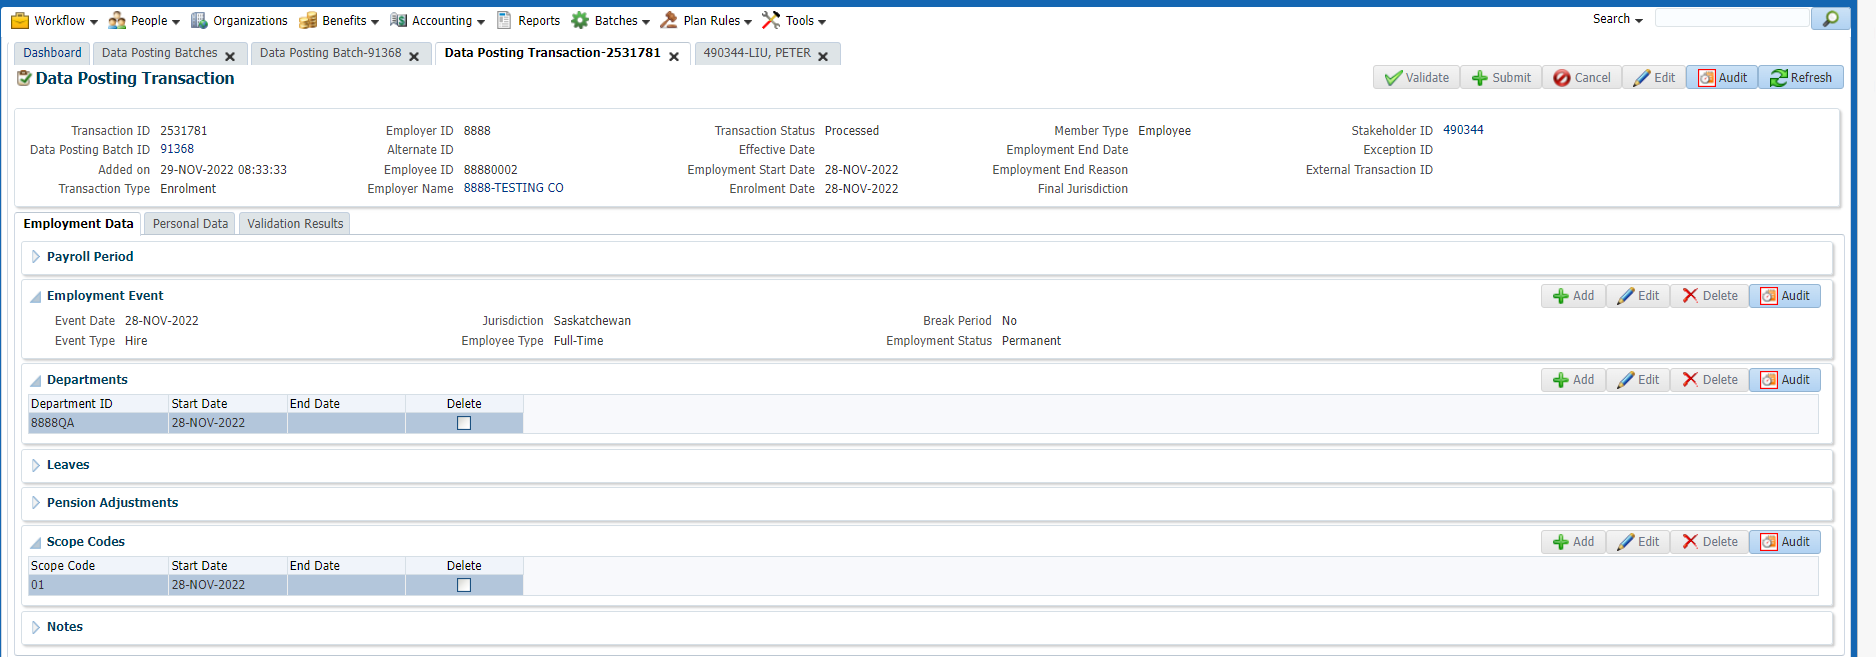 Workflow People Organizations Benefits Accounting Reports Batches Plan Rules Tools Search
Dashboard Data Posting Batches Data Posting Batch-91368 Data Posting Transaction-2531781 490344-LIU, PETER
Data Posting Transaction Validate Submit Cancel Edit Audit Refresh
Transaction ID 2531781 Employer ID 8888 Transaction Status Processed Member Type Employee Stakeholder ID 490344
Data Posting Batch ID 91368 Alternate ID Effective Date Employment End Date Exception ID
Added on 29-NOV-2022 08:33:33 Employee ID 88880002 Employment Start Date 28-NOV-2022 Employment End Reason External Transaction ID
Transaction Type Enrolment Employer Name 8888-TESTING CO Enrolment Date 28-NOV-2022 Final Jurisdiction
Employment Data Personal Data Validation Results
Payroll Period
Employment Event Add Edit Delete Audit
Event Date 28-NOV-2022 Jurisdiction Saskatchewan Break Period No
Event Type Hire Employee Type Full-Time Employment Status Permanent
Departments Add Edit Delete Audit
Department ID Start Date End Date Delete
8888QA 28-NOV-2022
Leaves
Pension Adjustments
Scope Codes Add Edit Delete Audit
Scope Code Start Date End Date Delete
01 28-NOV-2022
Notes